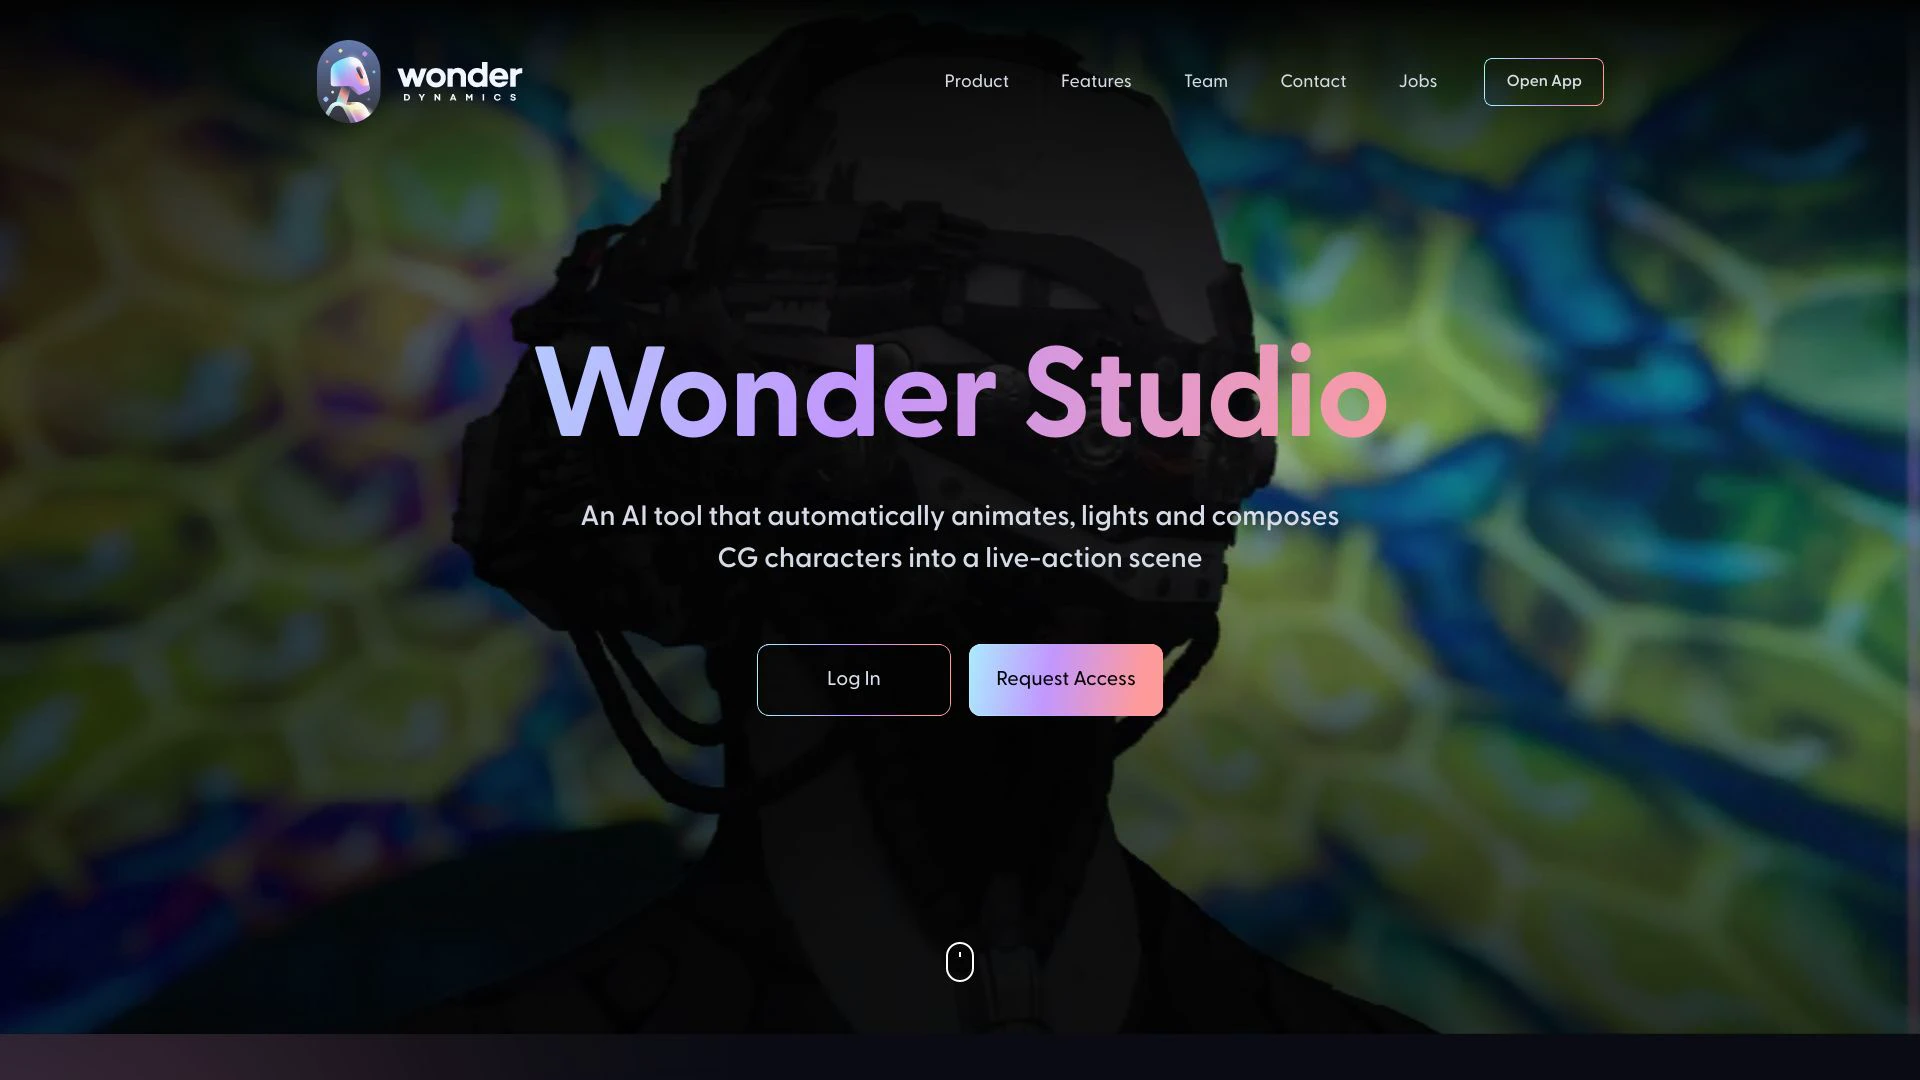 wonder
DYNAMICS
Product
Features
Team
Contact
Jobs
Open App
Wonder Studio
An AI tool that automatically animates, lights and composes
CG characters into a live-action scene
Log In
Request Access